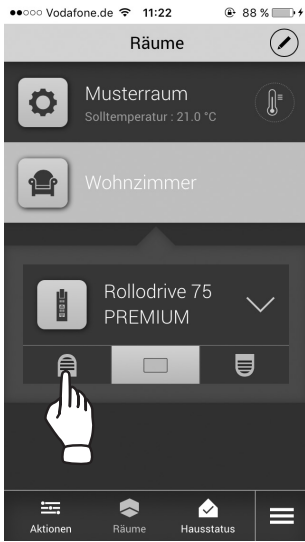 ●●○○○ Vodafone.de 11:22 88 %
Räume
Musterraum
Solltemperatur : 21.0 °C
Wohnzimmer
Rollodrive 75
PREMIUM
Aktionen Räume Hausstatus